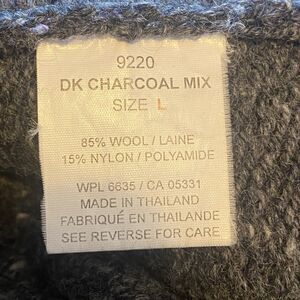 9220
DK CHARCOAL MIX
SIZE L
85% WOOL / LAINE
15% NYLON / POLYAMIDE
WPL 6635 / CA 05331
MADE IN THAILAND
FABRIQUÉ EN THAILANDE
SEE REVERSE FOR CARE